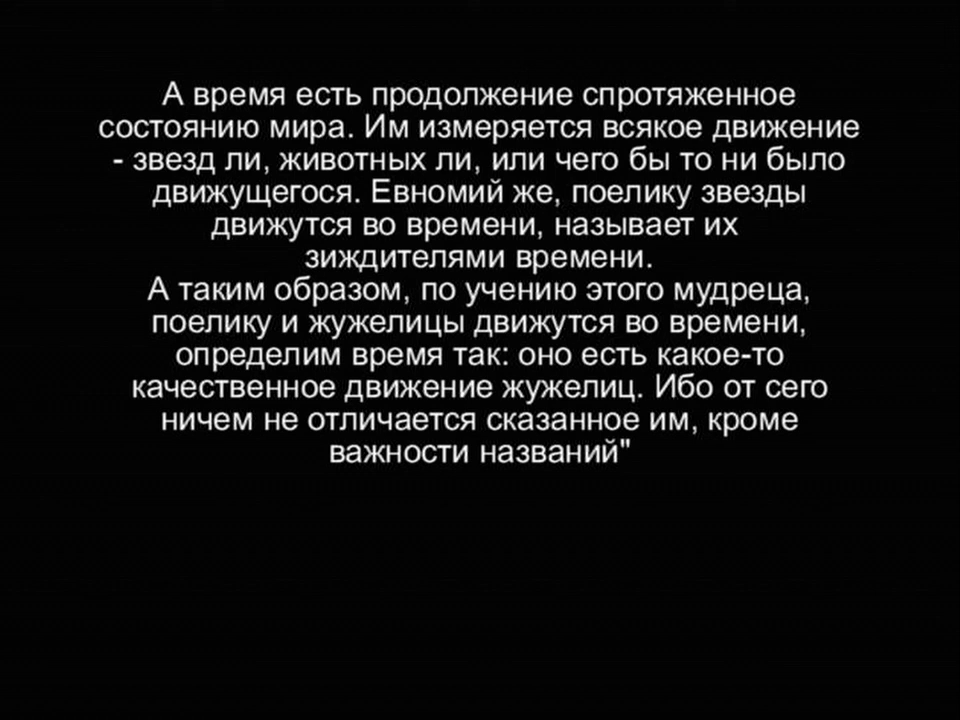 А время есть продолжение спротяженное
состоянию мира. Им измеряется всякое движение
- звезд ли, животных ли, или чего бы то ни было
движущегося. Евномий же, поелику звезды
движутся во времени, называет их
зиждителями времени.
А таким образом, по учению этого мудреца,
поелику и жужелицы движутся во времени,
определим время так: оно есть какое-то
качественное движение жужелиц. Ибо от сего
ничем не отличается сказанное им, кроме
важности названий"